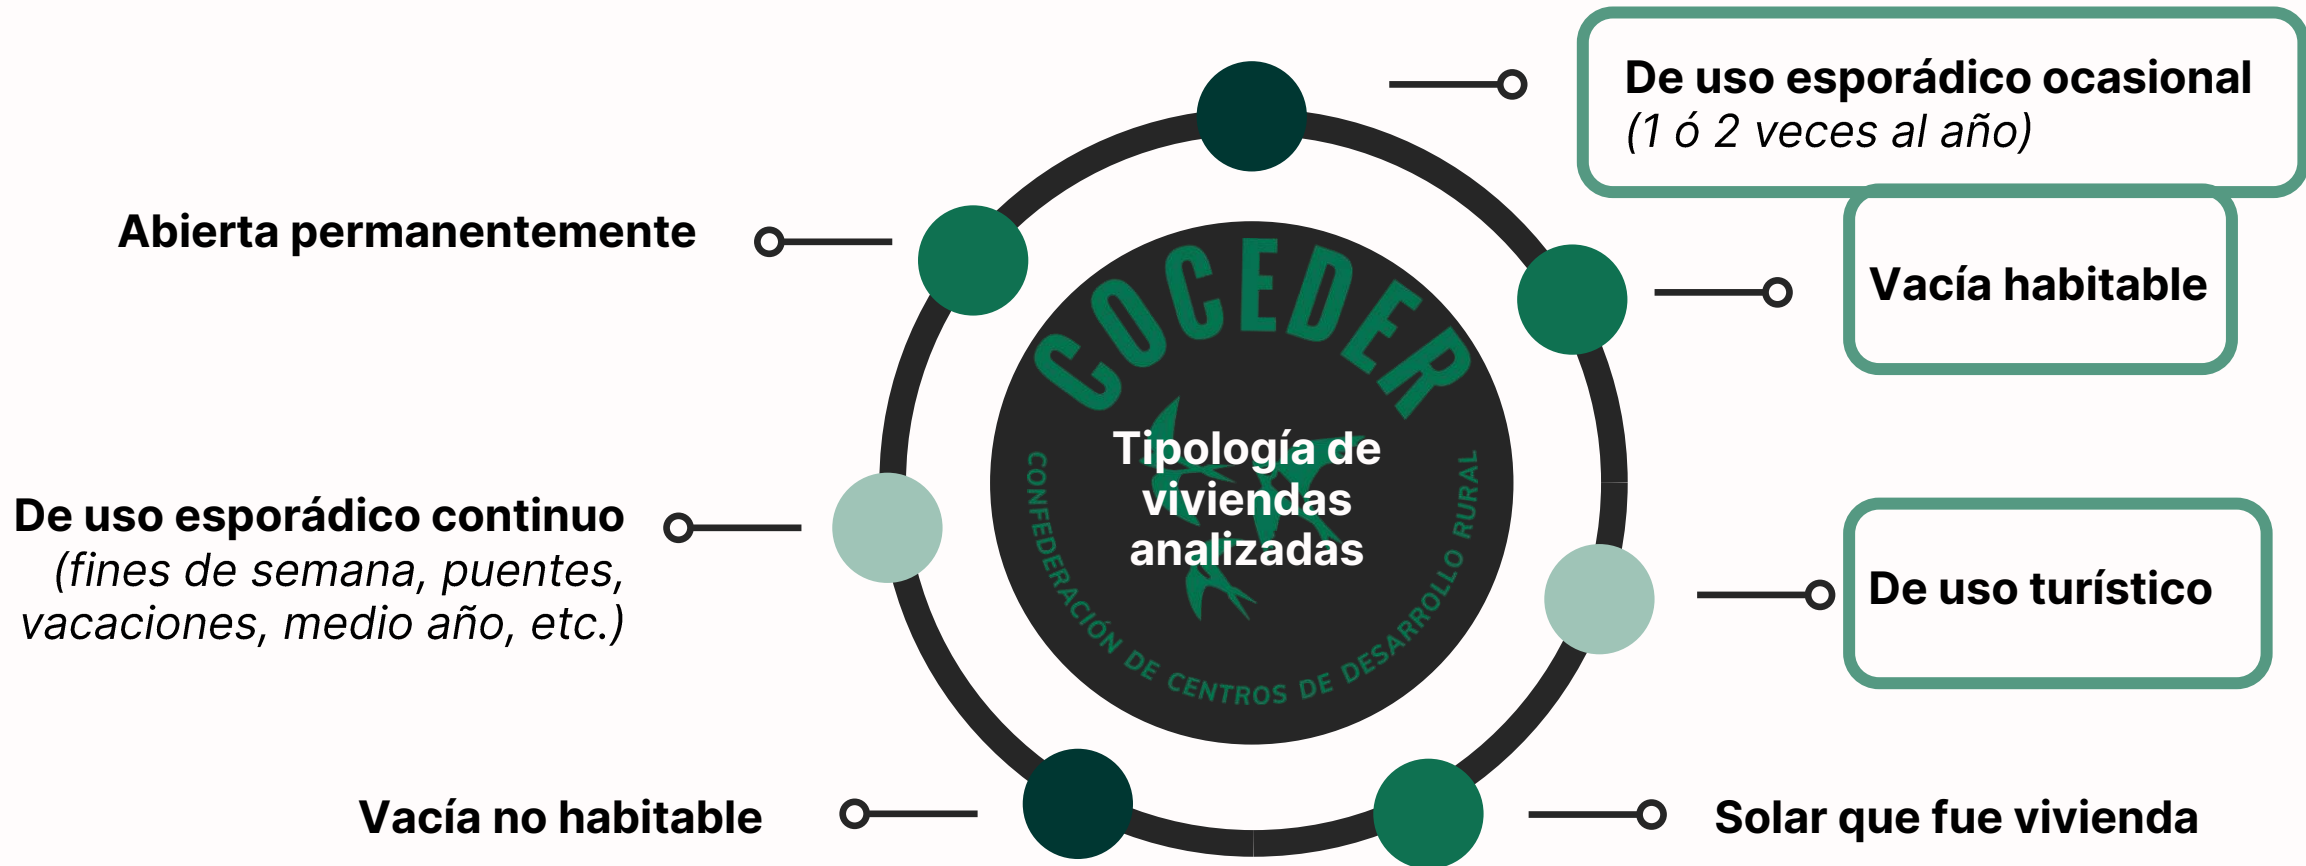 De uso esporádico ocasional
(1 ó 2 veces al año)
Abierta permanentemente
Vacía habitable
COCEDER
Tipología de
viviendas
analizadas
CONFEDERACIÓN DE CENTROS DE DESARROLLO RURAL
De uso esporádico continuo
(fines de semana, puentes,
vacaciones, medio año, etc.)
De uso turístico
Vacía no habitable
Solar que fue vivienda